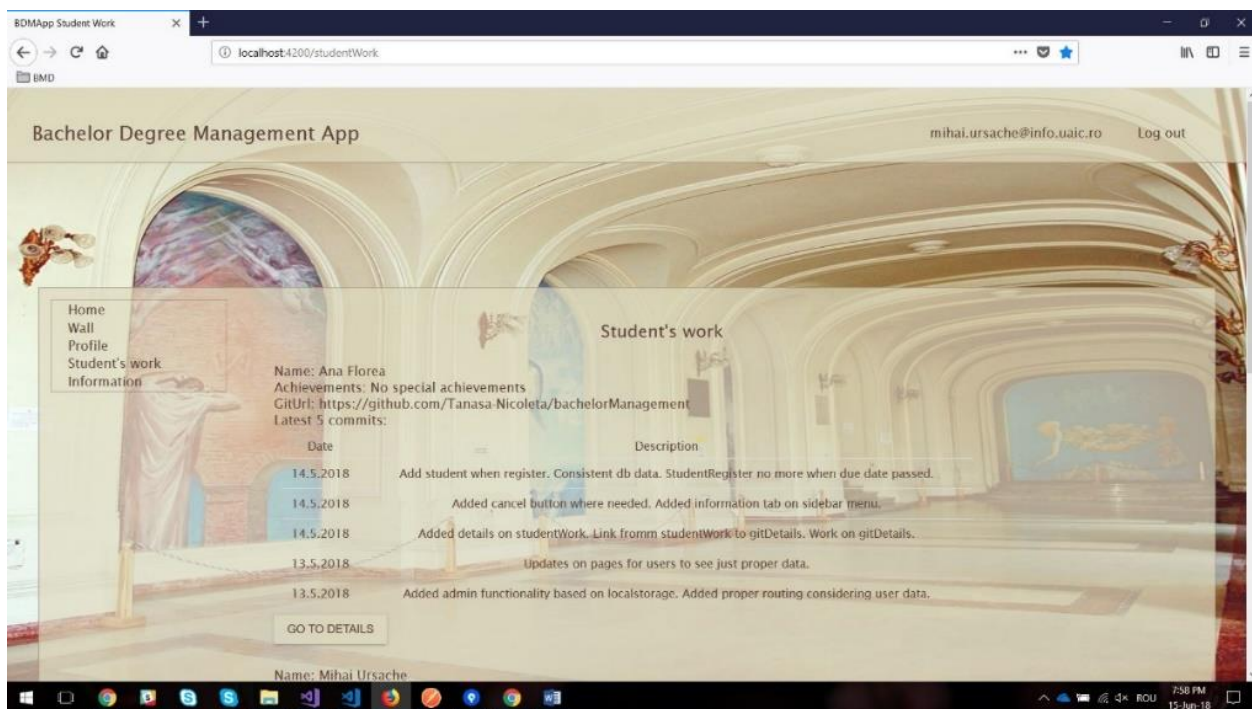 BDMApp Student Work
localhost:4200/studentWork
BMD
Bachelor Degree Management App
mihai.ursache@info.uaic.ro
Log out
Home
Wall
Profile
Student's work
Information
Student's work
Name: Ana Florea
Achievements: No special achievements
GitUrl: https://github.com/Tanasa-Nicoleta/bachelorManagement
Latest 5 commits:
Date Description
14.5.2018 Add student when register. Consistent db data. StudentRegister no more when due date passed.
14.5.2018 Added cancel button where needed. Added information tab on sidebar menu.
14.5.2018 Added details on studentWork. Link fromm studentWork to gitDetails. Work on gitDetails.
13.5.2018 Updates on pages for users to see just proper data.
13.5.2018 Added admin functionality based on localstorage. Added proper routing considering user data.
GO TO DETAILS
Name: Mihai Ursache
ROU
7:58 PM
15-Jun-18